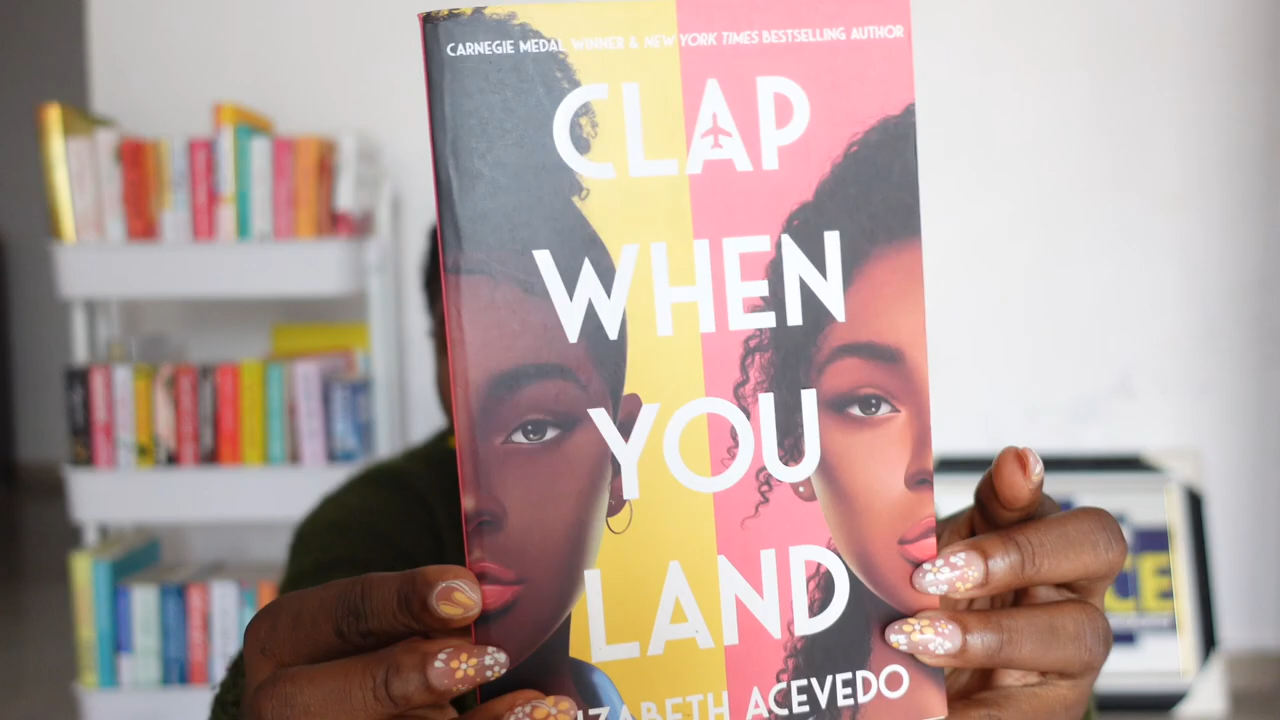 CARNEGIE MEDAL WINNER & NEW YORK TIMES BESTSELLING AUTHOR
CLAP
WHEN
YOU
LAND
ACEVEDO